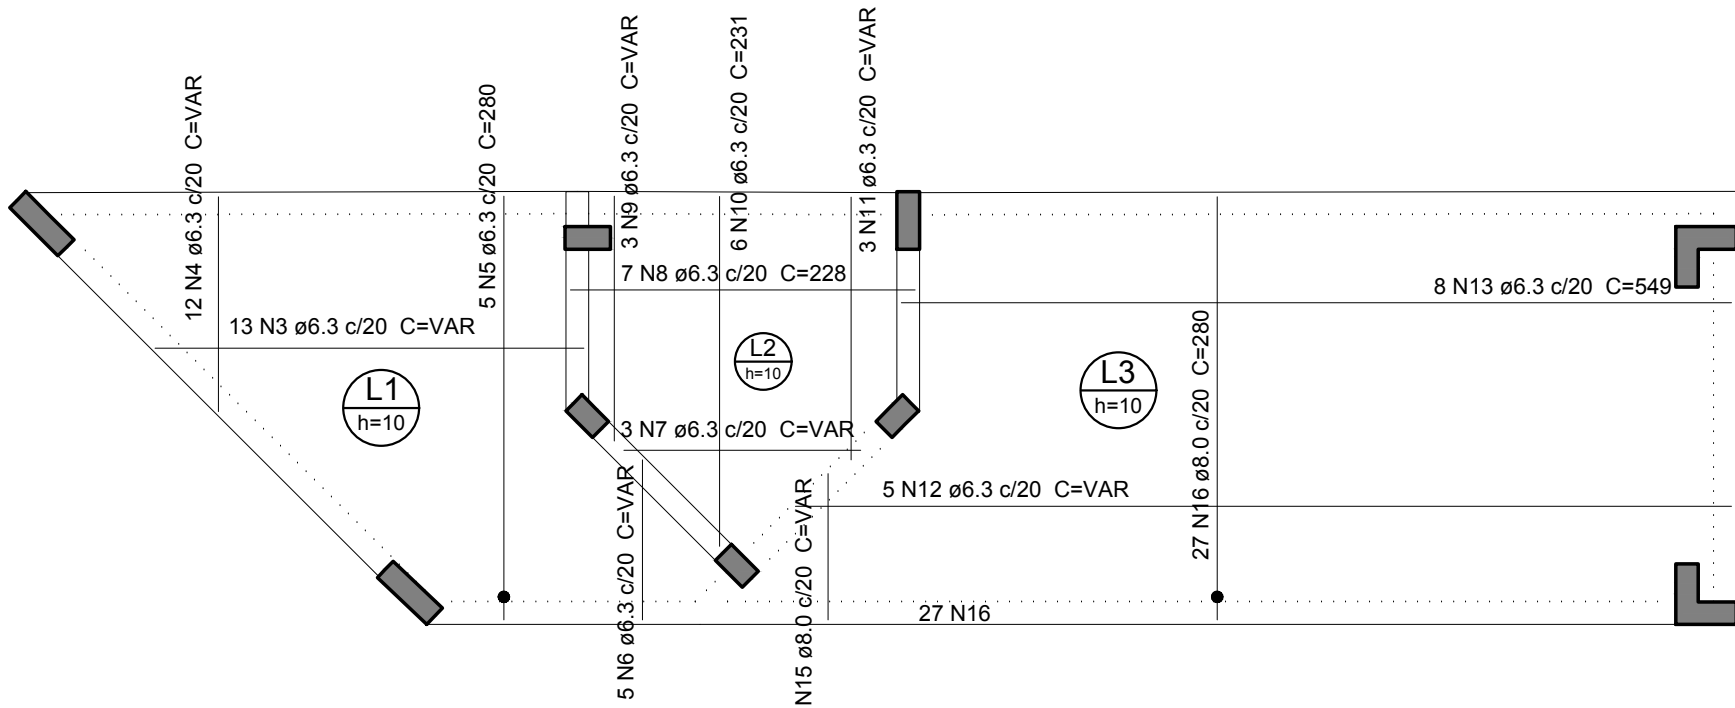 12 N4 ø6.3 c/20 C=VAR
5 N5 ø6.3 c/20 C=280
3 N9 ø6.3 c/20 C=VAR
6 N10 ø6.3 c/20 C=231
3 N11 ø6.3 c/20 C=VAR
7 N8 ø6.3 c/20 C=228
8 N13 ø6.3 c/20 C=549
13 N3 ø6.3 c/20 C=VAR
L1
h=10
L2
h=10
L3
h=10
27 N16 ø8.0 c/20 C=280
3 N7 ø6.3 c/20 C=VAR
5 N12 ø6.3 c/20 C=VAR
5 N6 ø6.3 c/20 C=VAR
N15 ø8.0 c/20 C=VAR
27 N16